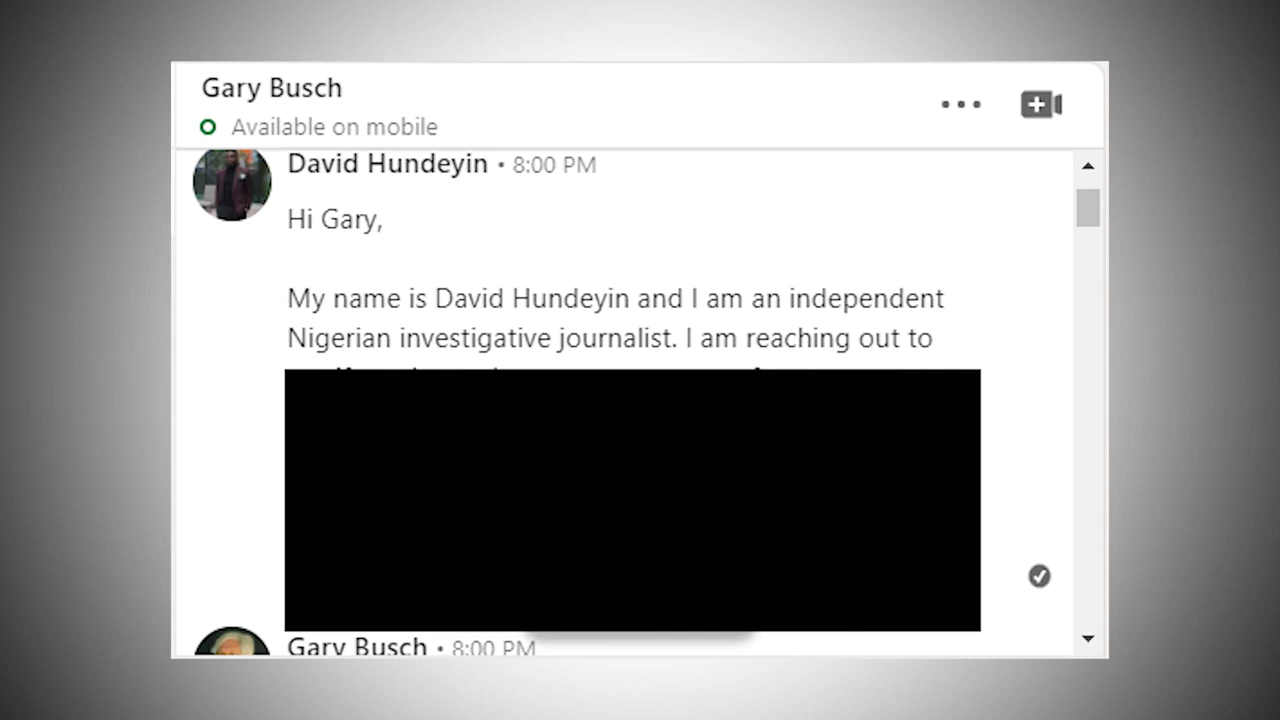 Gary Busch
Available on mobile
David Hundeyin • 8:00 PM
Hi Gary,
My name is David Hundeyin and I am an independent
Nigerian investigative journalist. I am reaching out to
Gary Busch • 8:00 PM